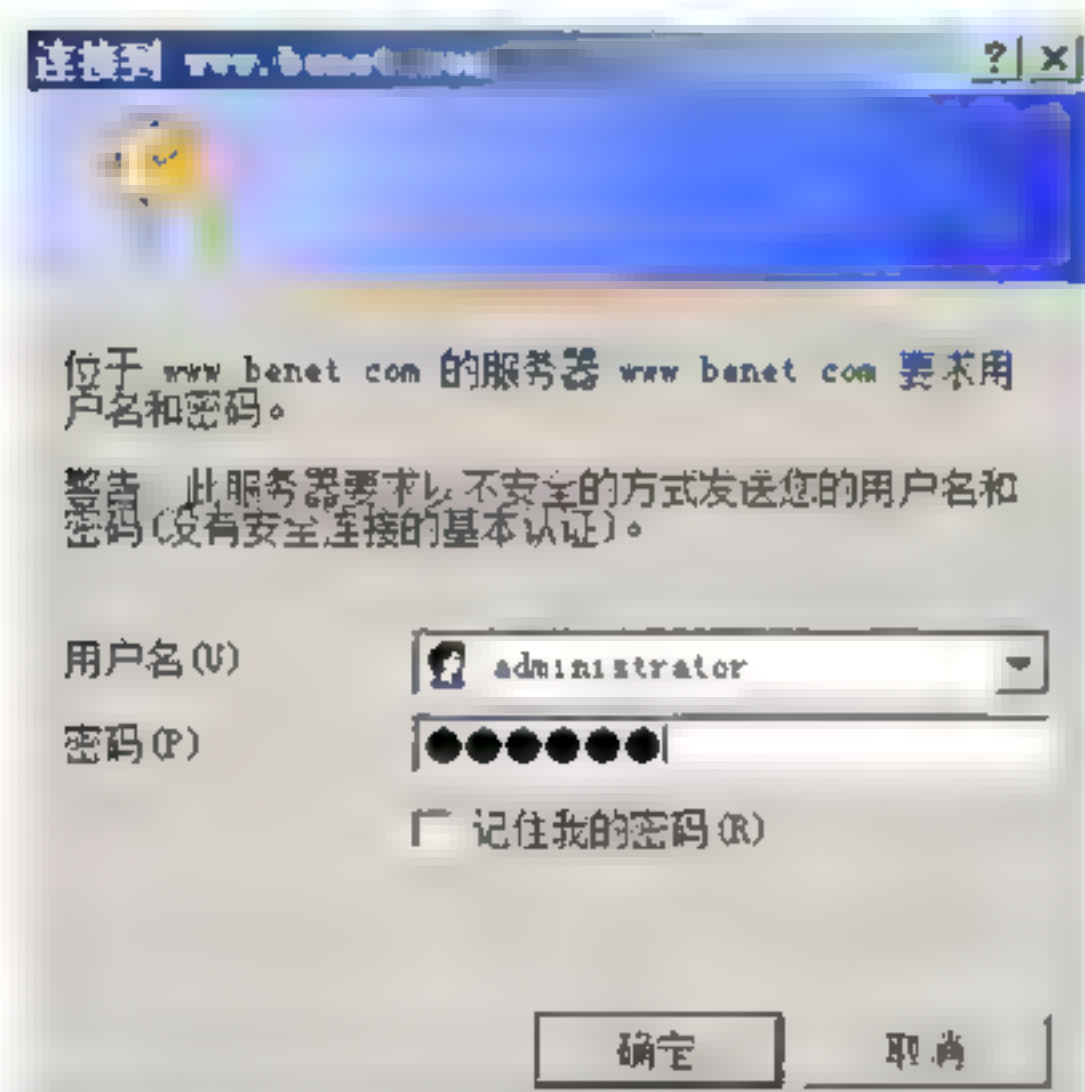 连接到 www.benet
位于 www benet com 的服务器 www benet com 要求用
户名和密码。
警告 此服务器要求以不安全的方式发送您的用户名和
密码(没有安全连接的基本认证)。
用户名(U)
administrator
密码(P)
●●●●●●
记住我的密码(R)
确定
取消